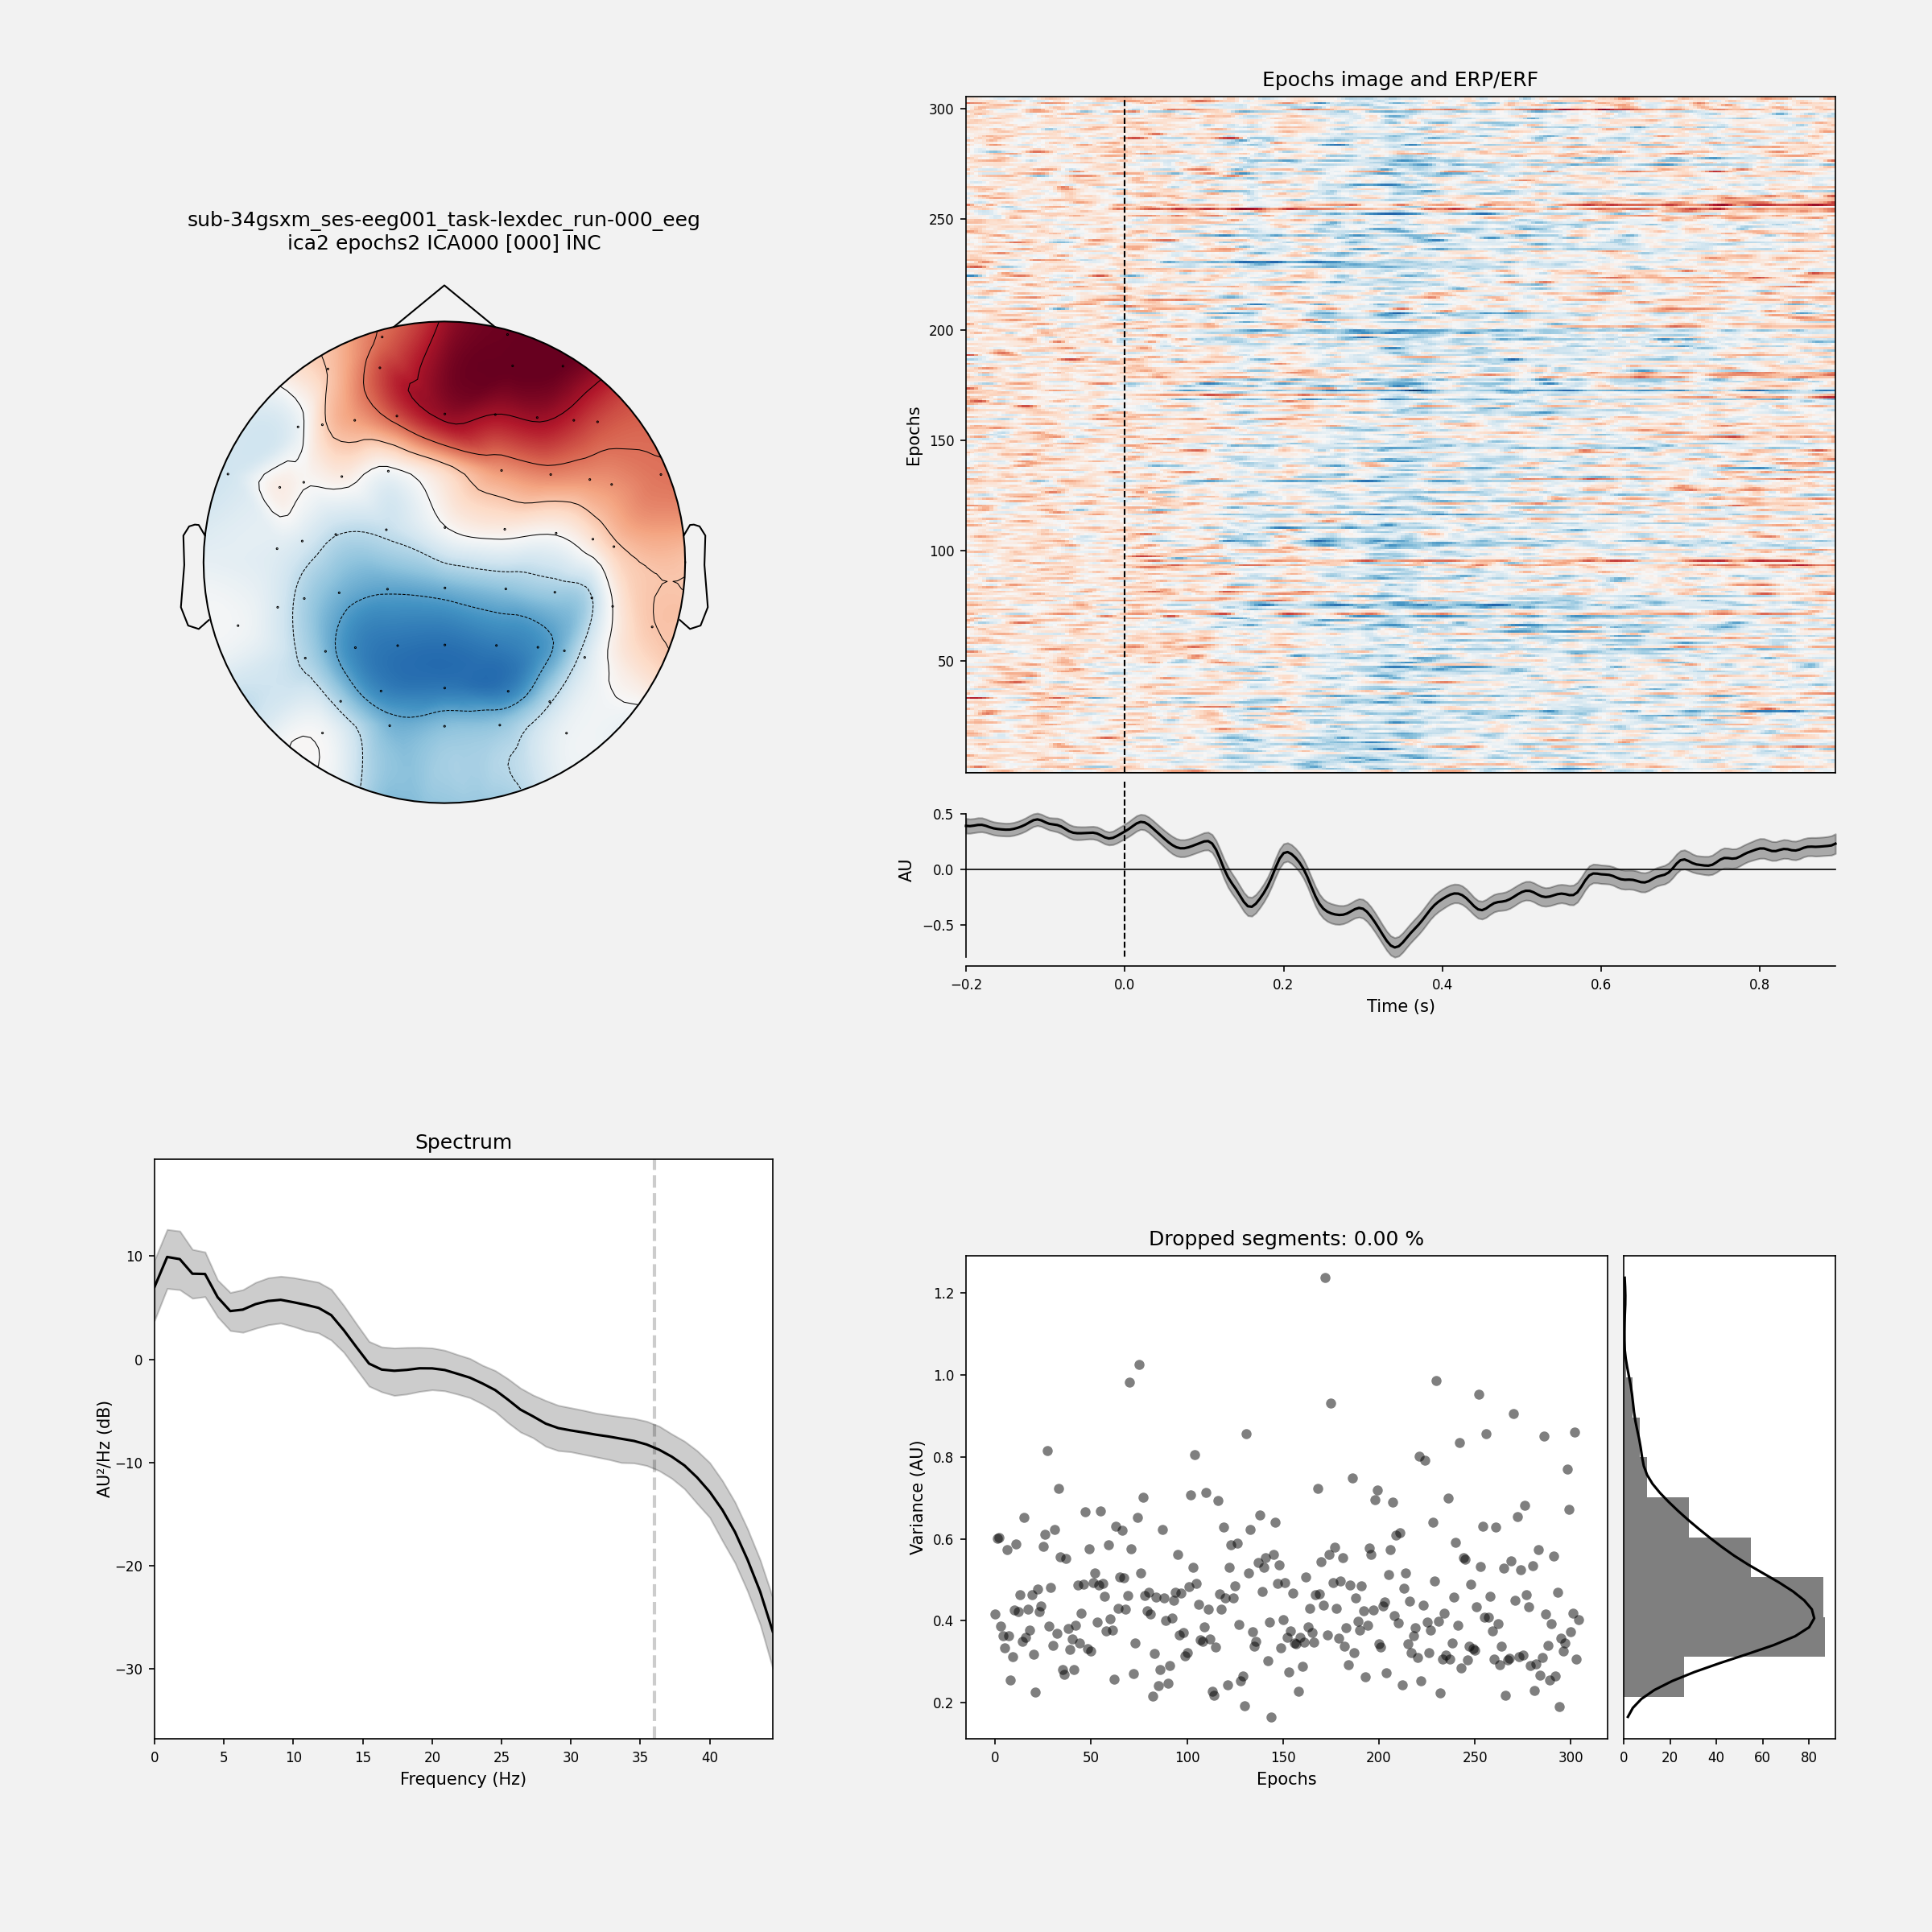 sub-34gsxm_ses-eeg001_task-lexdec_run-000_eeg
ica2 epochs2 ICA000 [000] INC
Epochs image and ERP/ERF
300
250
200
150
100
50
Epochs
0.5
0.0
−0.5
AU
−0.2 0.0 0.2 0.4 0.6 0.8
Time (s)
Spectrum
10
0
−10
−20
−30
AU²/Hz (dB)
0 5 10 15 20 25 30 35 40
Frequency (Hz)
Dropped segments: 0.00 %
1.2
1.0
0.8
0.6
0.4
0.2
Variance (AU)
0 50 100 150 200 250 300
Epochs
0 20 40 60 80